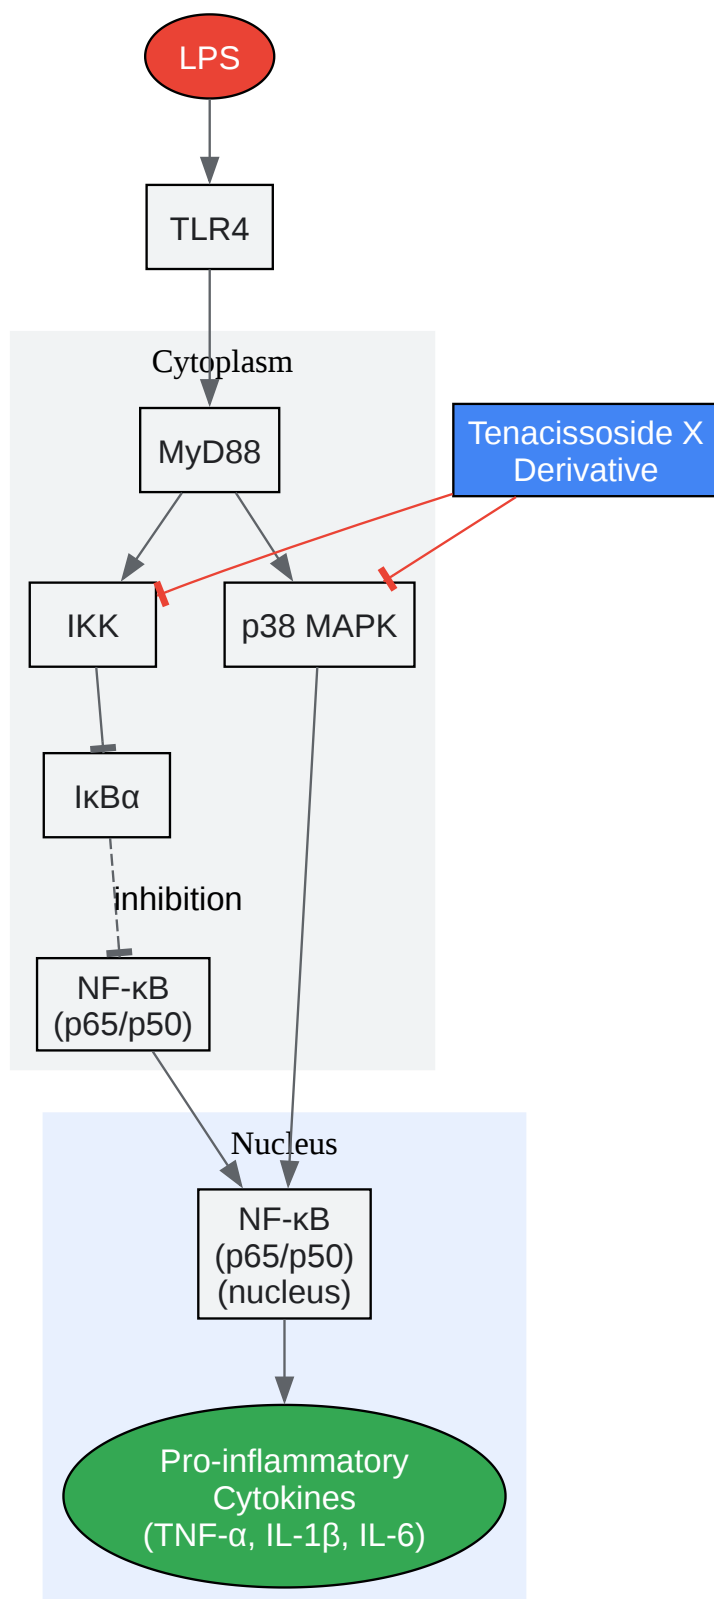 LPS
TLR4
Cytoplasm
MyD88
Tenacissoside X
Derivative
IKK
p38 MAPK
IκBα
inhibition
NF-κB
(p65/p50)
Nucleus
NF-κB
(p65/p50)
(nucleus)
Pro-inflammatory
Cytokines
(TNF-α, IL-1β, IL-6)